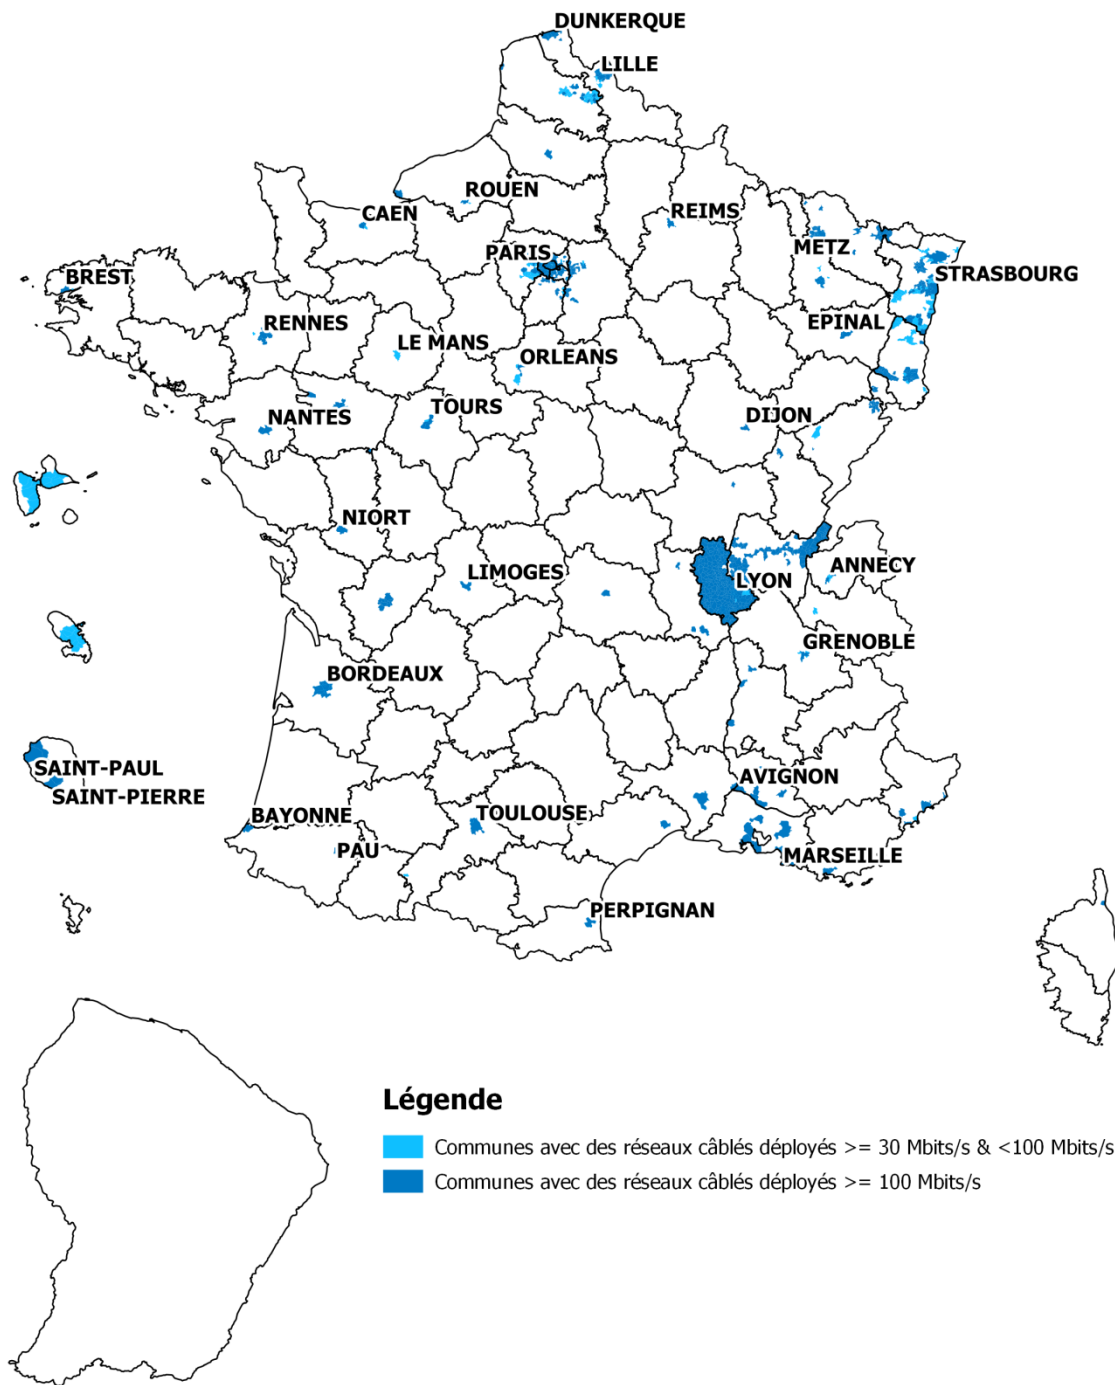 DUNKERQUE
LILLE
ROUEN
CAEN
REIMS
PARIS
METZ
BREST
STRASBOURG
RENNES
EPINAL
LE MANS
ORLEANS
NANTES
TOURS
DIJON
NIORT
LIMOGES
LYON
ANNECY
GRENOBLE
BORDEAUX
SAINT-PAUL
AVIGNON
SAINT-PIERRE
BAYONNE
TOULOUSE
PAU
MARSEILLE
PERPIGNAN
Légende
Communes avec des réseaux câblés déployés >= 30 Mbits/s & <100 Mbits/s
Communes avec des réseaux câblés déployés >= 100 Mbits/s